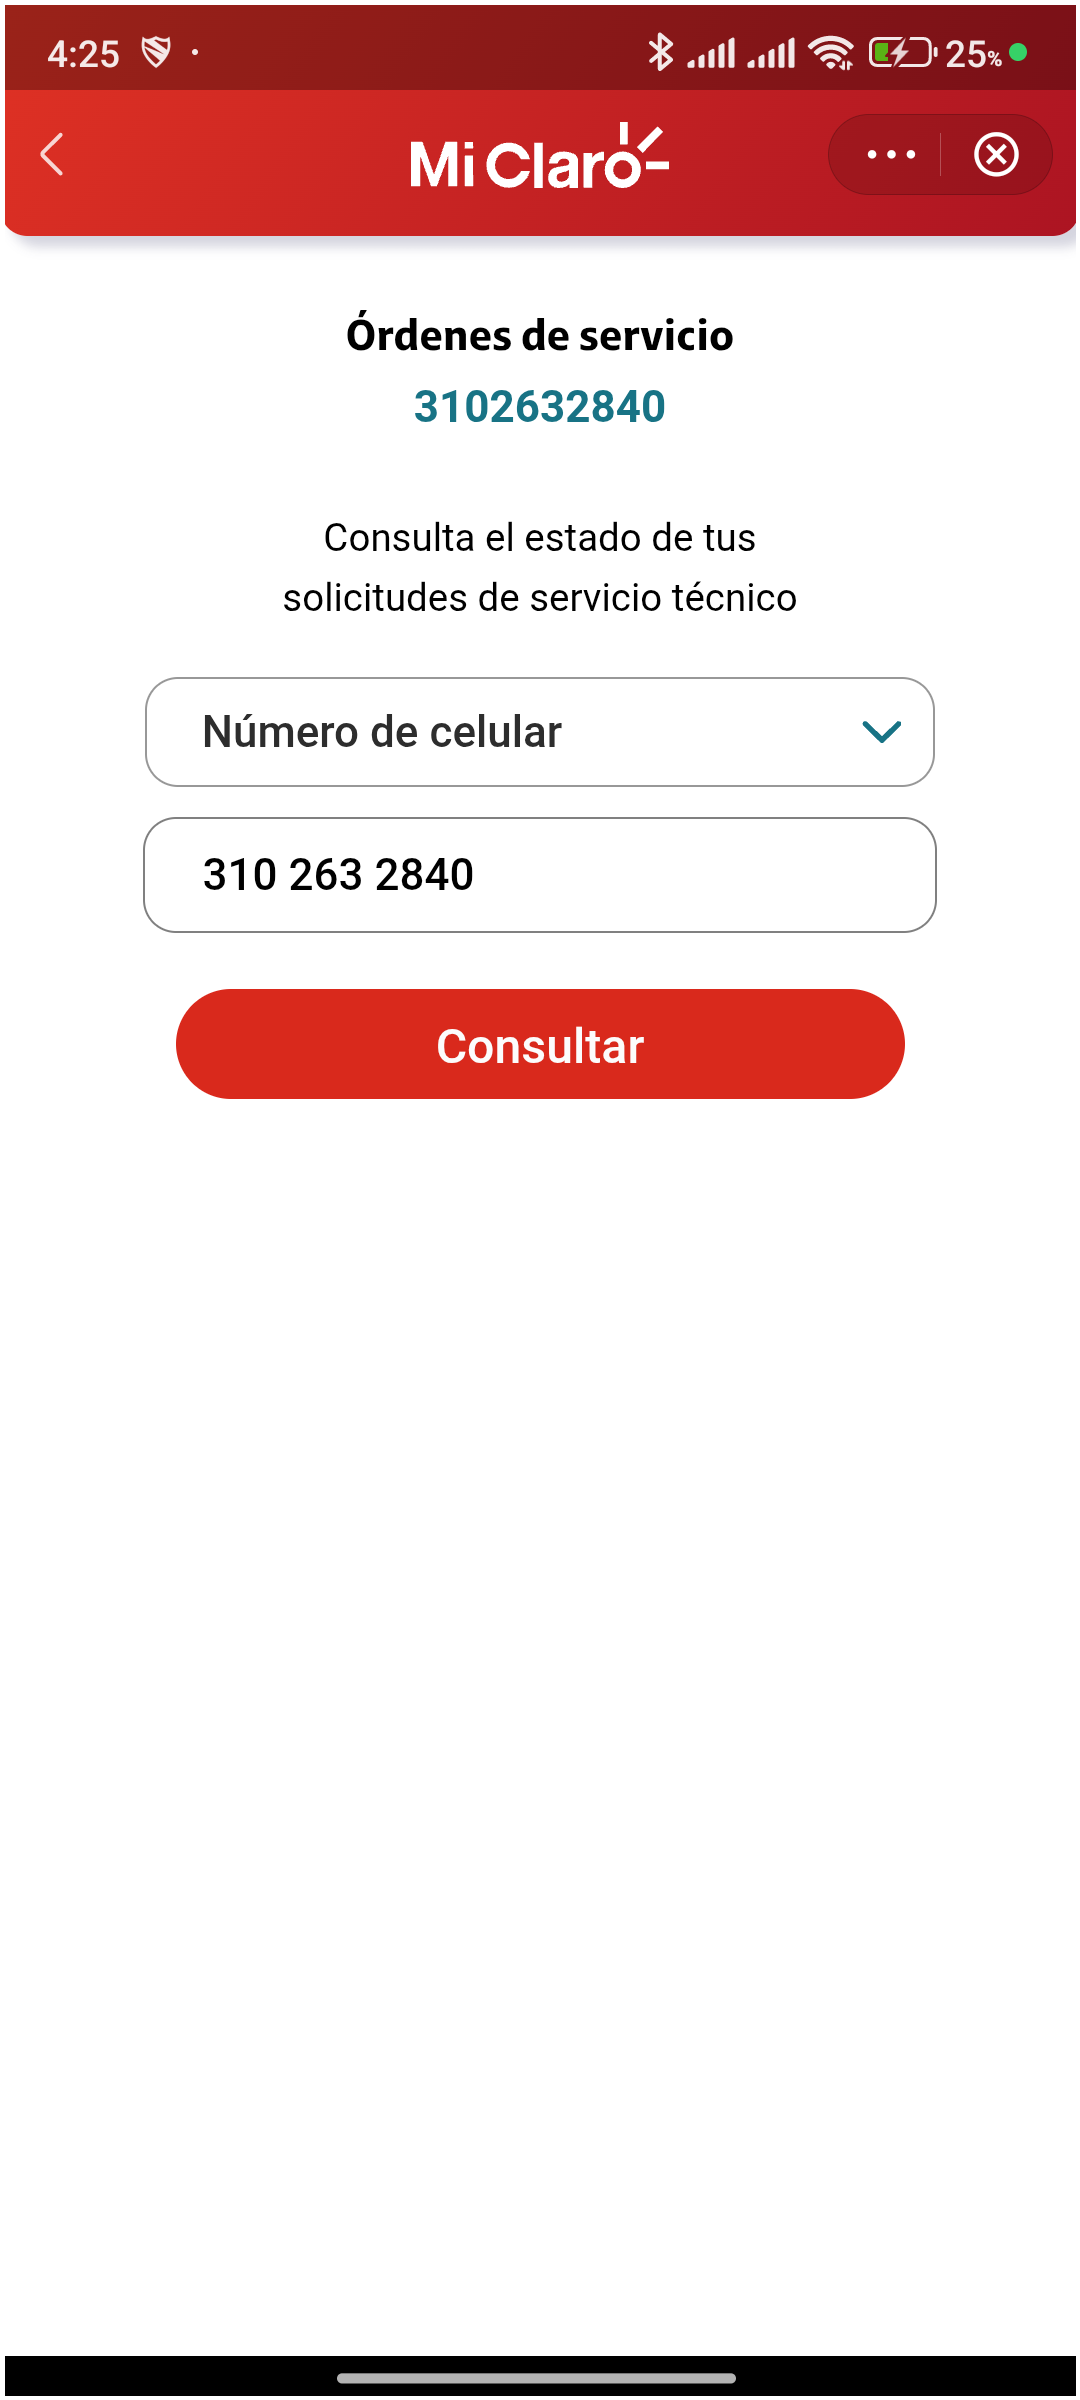 4:25
25%
Mi Claro
Órdenes de servicio
3102632840
Consulta el estado de tus
solicitudes de servicio técnico
Número de celular
310 263 2840
Consultar